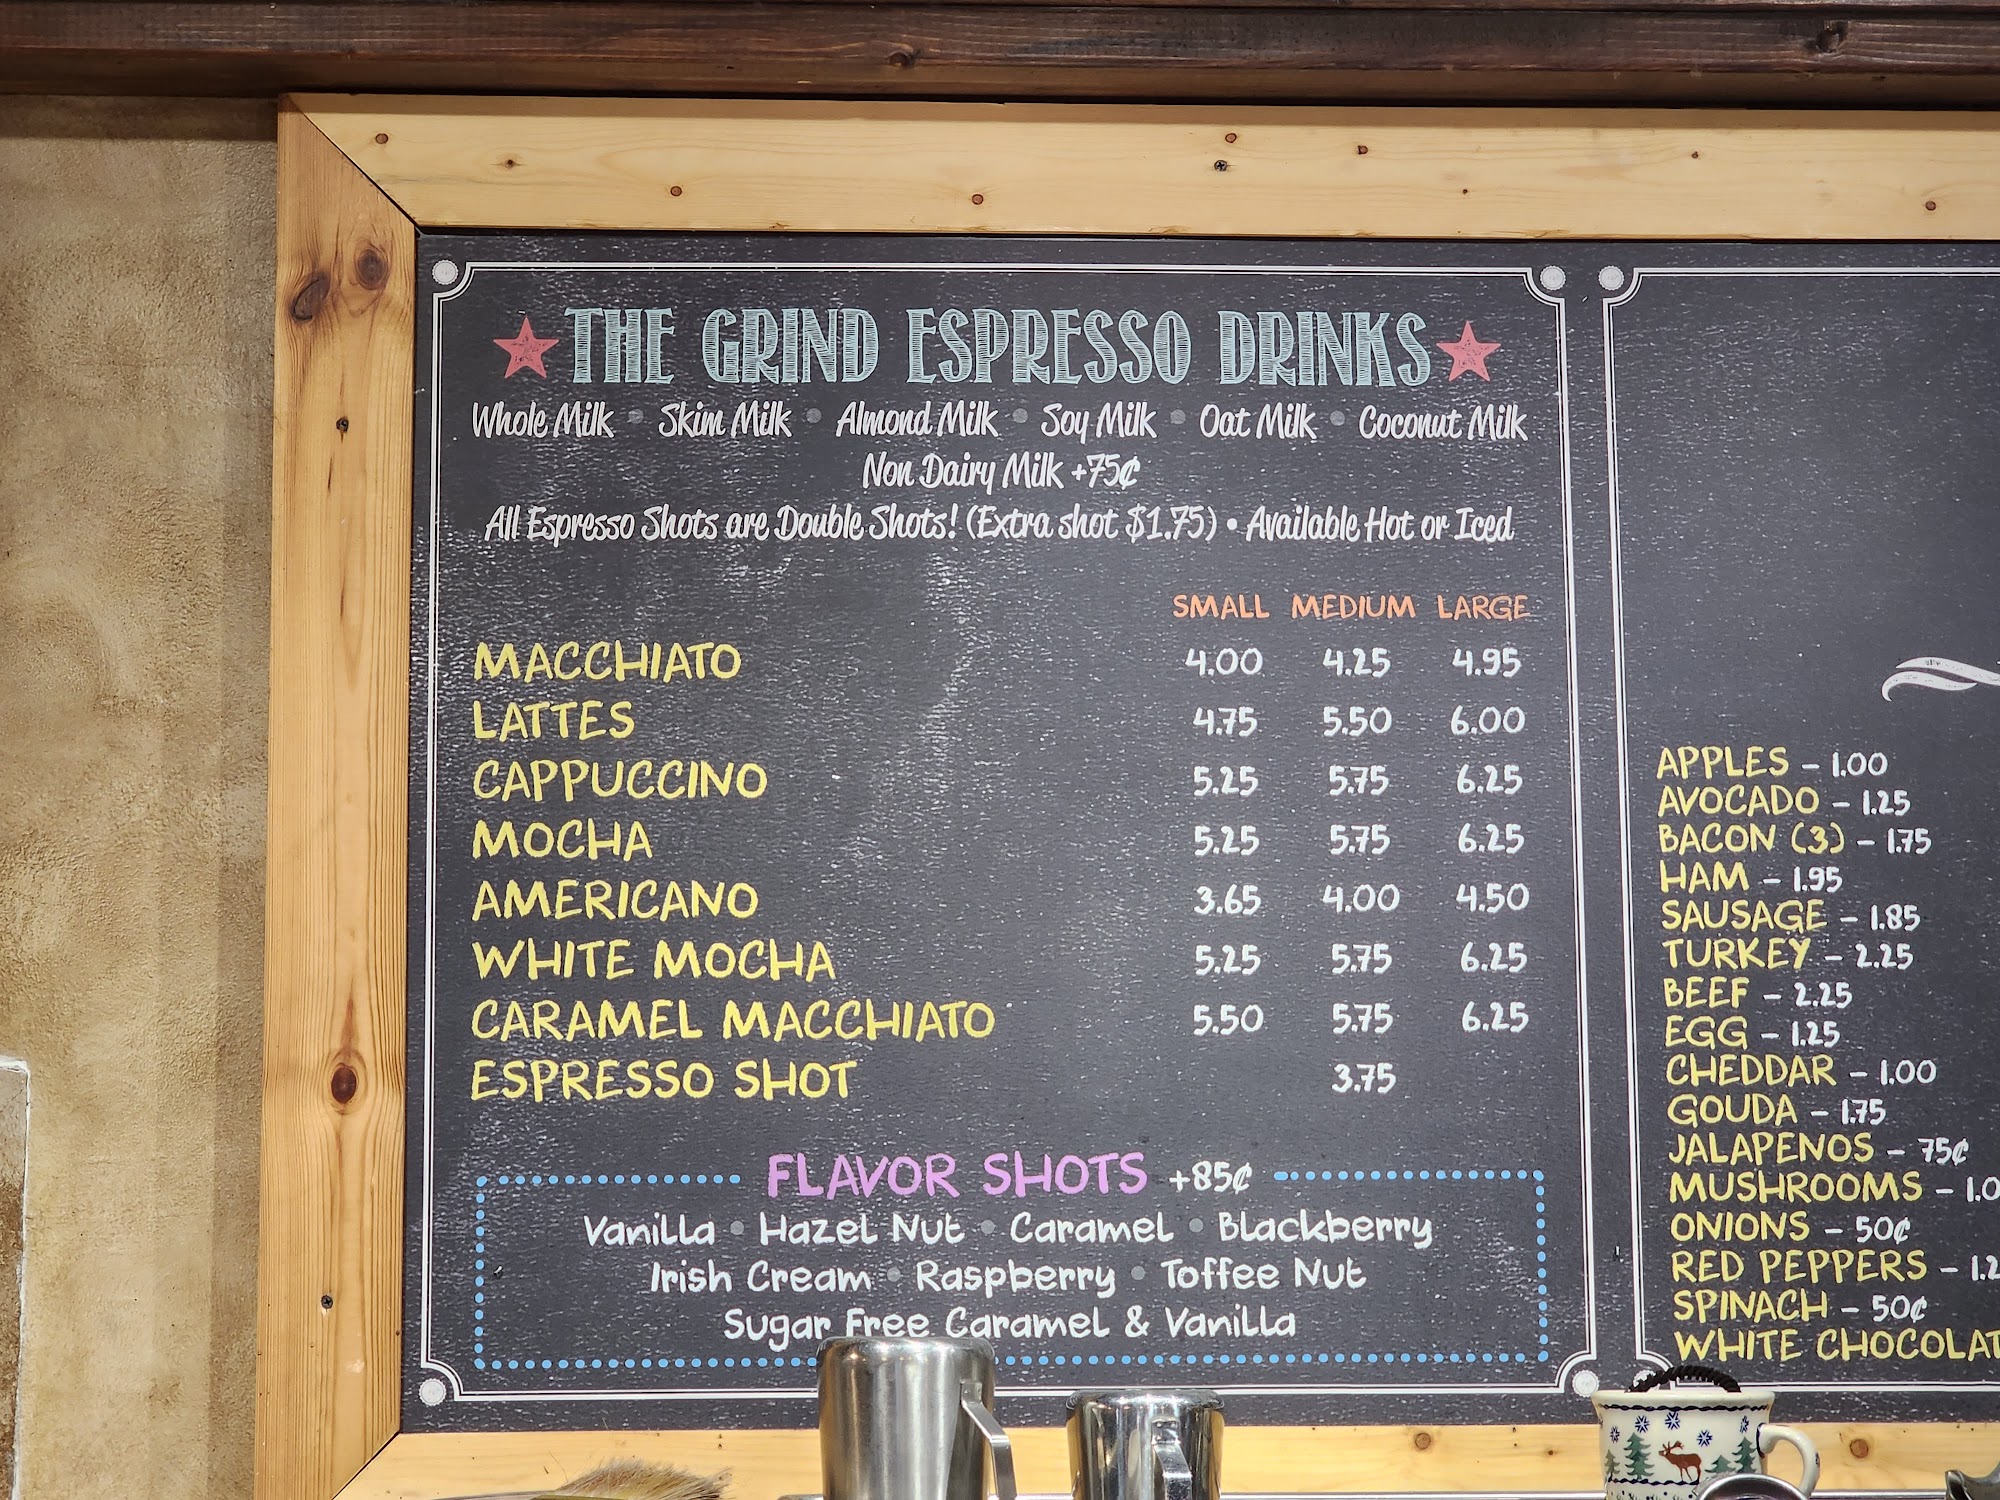 THE GRIND ESPRESSO DRINKS
Whole Milk • Skim Milk • Almond Milk • Soy Milk • Oat Milk • Coconut Milk
Non Dairy Milk +75¢
All Espresso Shots are Double Shots! (Extra shot $1.75) • Available Hot or Iced
SMALL MEDIUM LARGE
MACCHIATO 4.00 4.25 4.95
LATTES 4.75 5.50 6.00
CAPPUCCINO 5.25 5.75 6.25
MOCHA 5.25 5.75 6.25
AMERICANO 3.65 4.00 4.50
WHITE MOCHA 5.25 5.75 6.25
CARAMEL MACCHIATO 5.50 5.75 6.25
ESPRESSO SHOT 3.75
FLAVOR SHOTS +85¢
Vanilla • Hazel Nut • Caramel • Blackberry
Irish Cream • Raspberry • Toffee Nut
Sugar Free Caramel & Vanilla
APPLES – 1.00
AVOCADO – 1.25
BACON (3) – 1.75
HAM – 1.95
SAUSAGE – 1.85
TURKEY – 2.25
BEEF – 2.25
EGG – 1.25
CHEDDAR – 1.00
GOUDA – 1.75
JALAPENOS – 75¢
MUSHROOMS –
ONIONS – 50¢
RED PEPPERS –
SPINACH – 50¢
WHITE